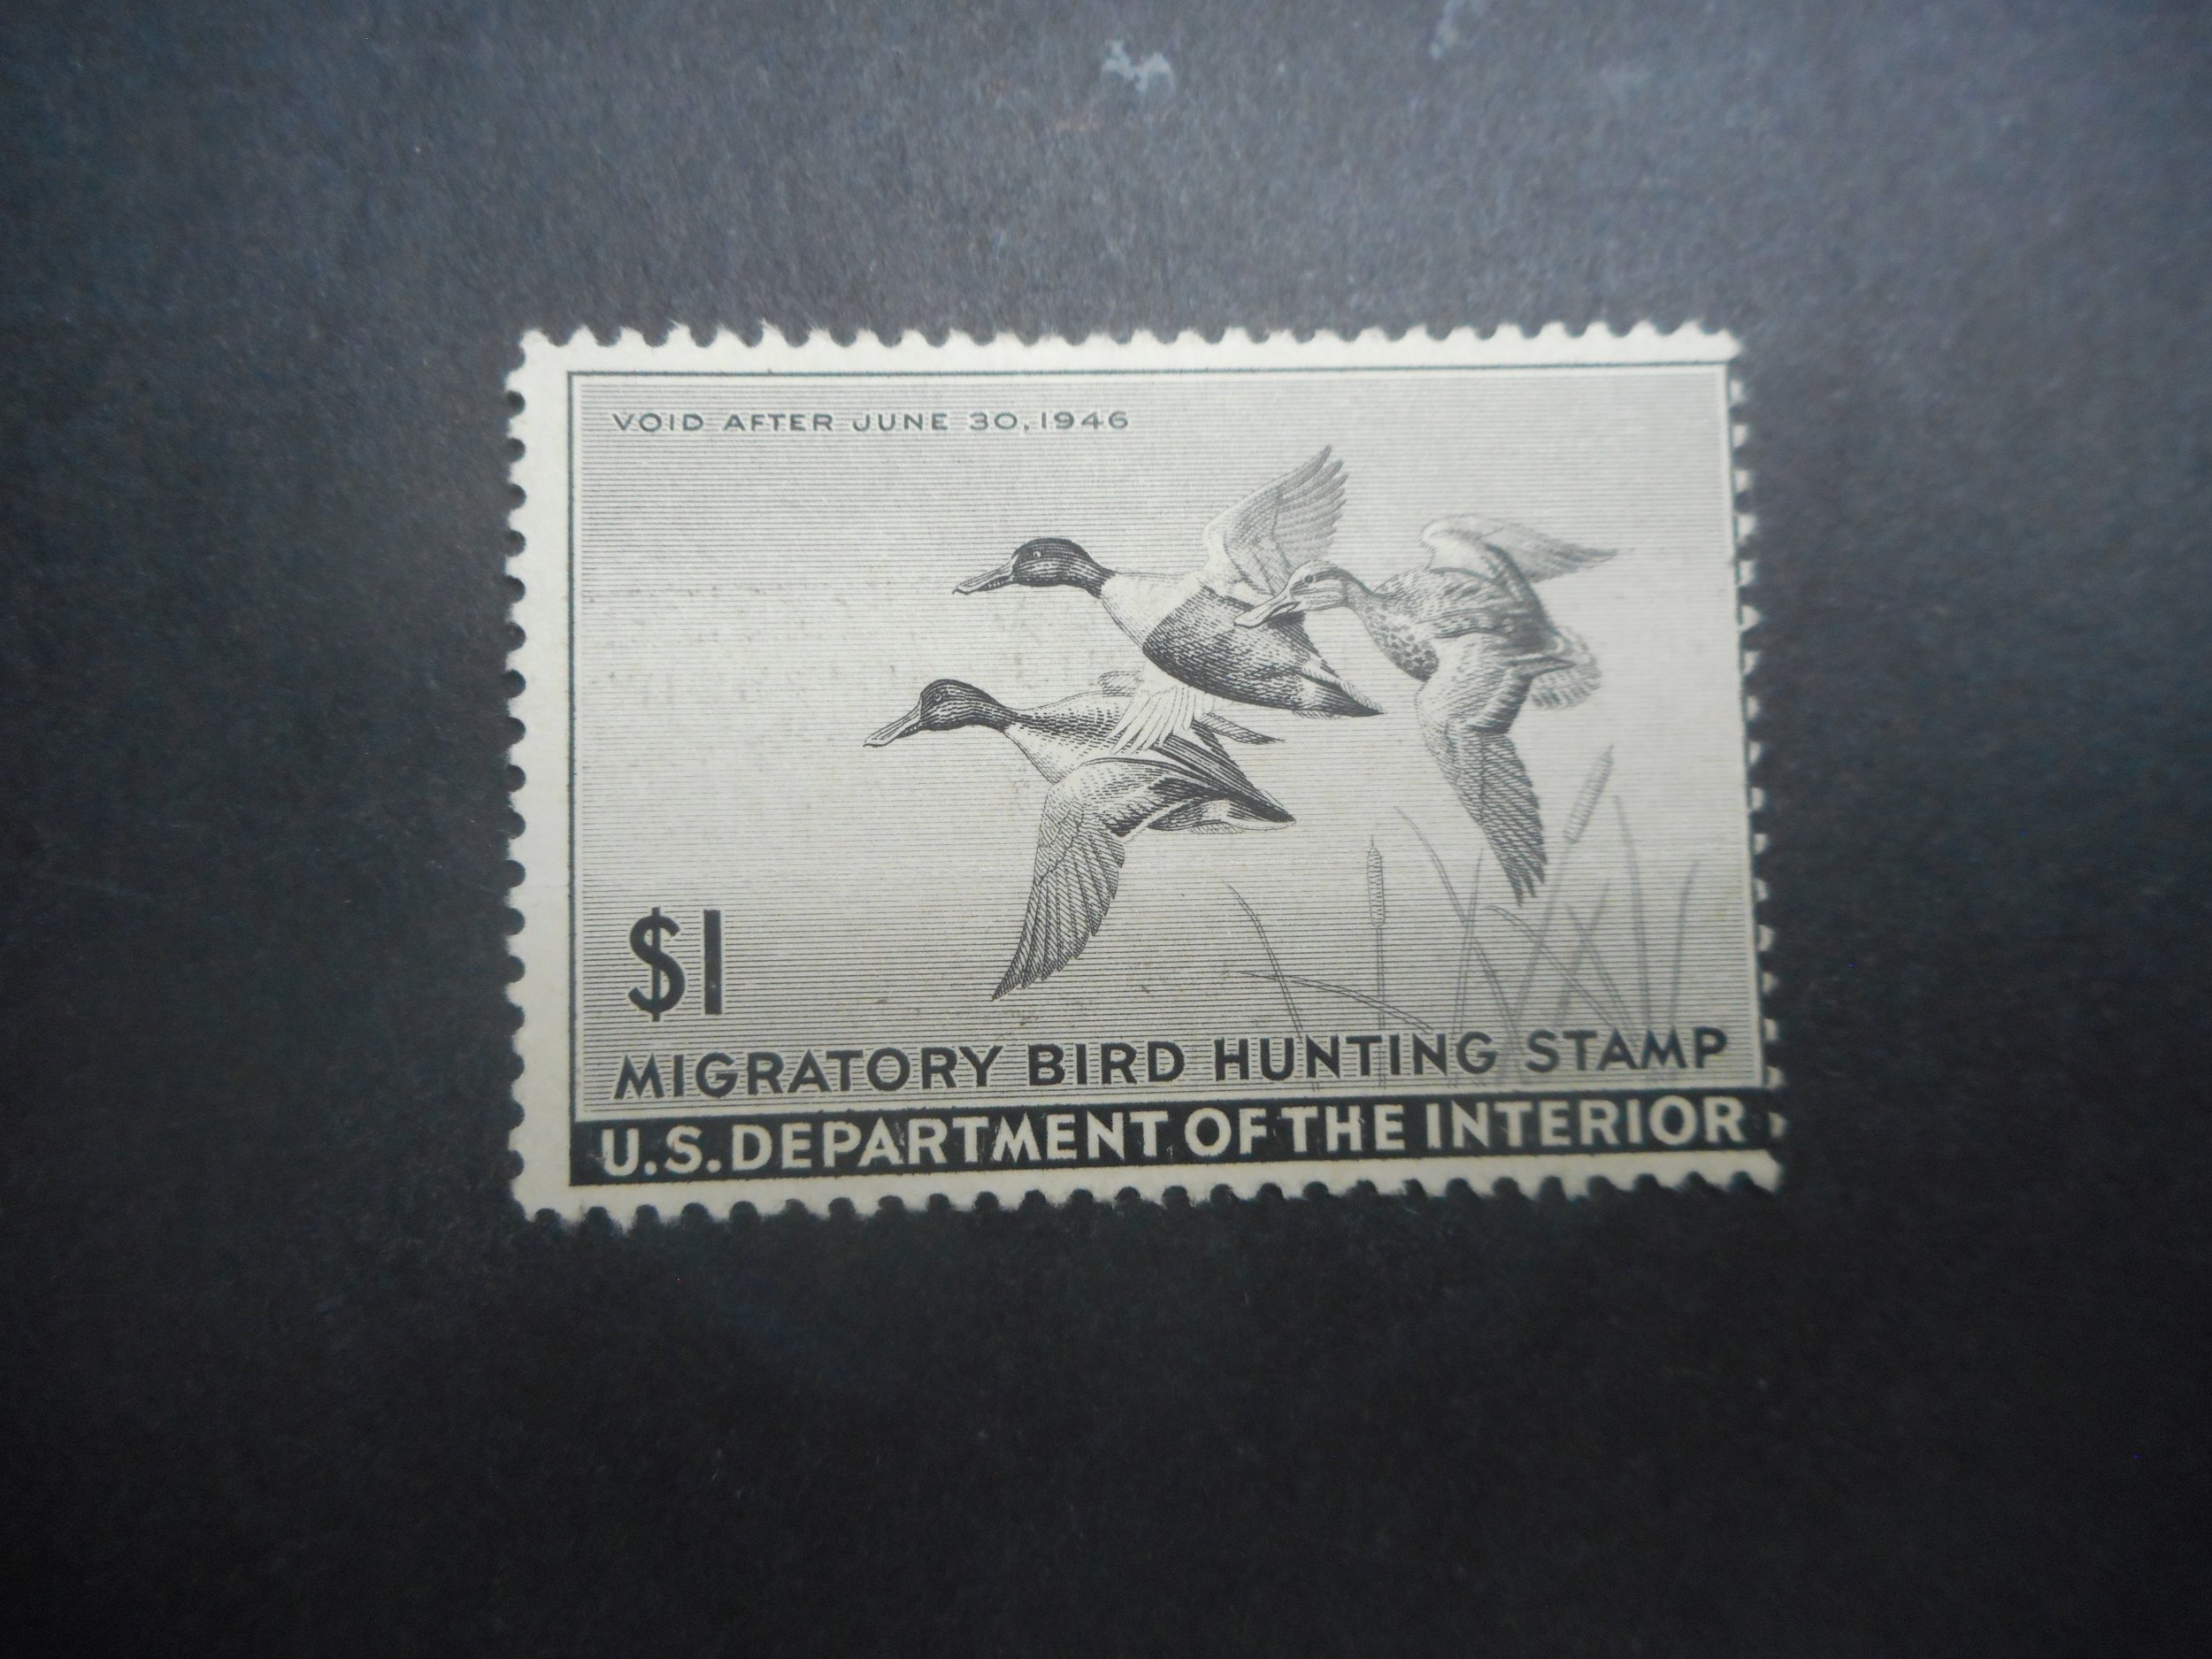 VOID AFTER JUNE 30, 1946
$1
MIGRATORY BIRD HUNTING STAMP
U.S. DEPARTMENT OF THE INTERIOR